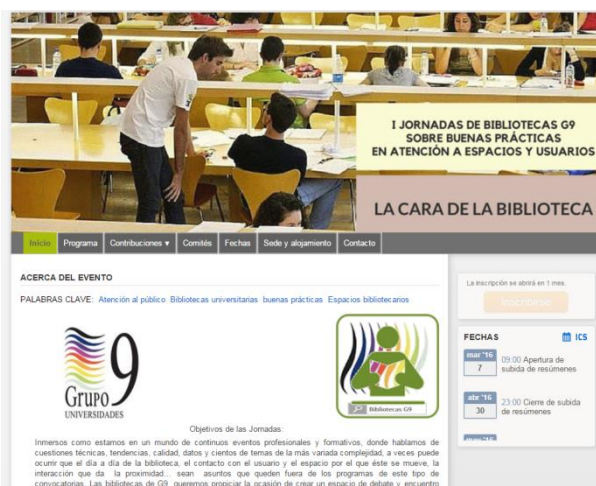 I JORNADAS DE BIBLIOTECAS G9
SOBRE BUENAS PRÁCTICAS
EN ATENCIÓN A ESPACIOS Y USUARIOS
LA CARA DE LA BIBLIOTECA
Inicio Programa Contribuciones ▾ Comités Fechas Sede y alojamiento Contacto
ACERCA DEL EVENTO
PALABRAS CLAVE: Atención al público Bibliotecas universitarias buenas prácticas Espacios bibliotecarios
9
GRUPO
UNIVERSIDADES
Bibliotecas G9
Objetivos de las Jornadas:
Inmersos como estamos en un mundo de continuos eventos profesionales y formativos, donde hablamos de
cuestiones técnicas, tendencias, calidad, datos y cientos de temas de la más variada complejidad, a veces puede
ocurrir que el día a día de la biblioteca, el contacto con el usuario y el espacio por el que éste se mueve, la
interacción que da la proximidad... sean asuntos que queden fuera de los programas de este tipo de
convocatorias. Las bibliotecas de G9 queremos propiciar la ocasión de crear un espacio de debate y encuentro
La inscripción se abrirá en 1 mes.
Inscribirse
FECHAS ICS
mar '16
7
09:00 Apertura de
subida de resúmenes
abr '16
30
23:00 Cierre de subida
de resúmenes